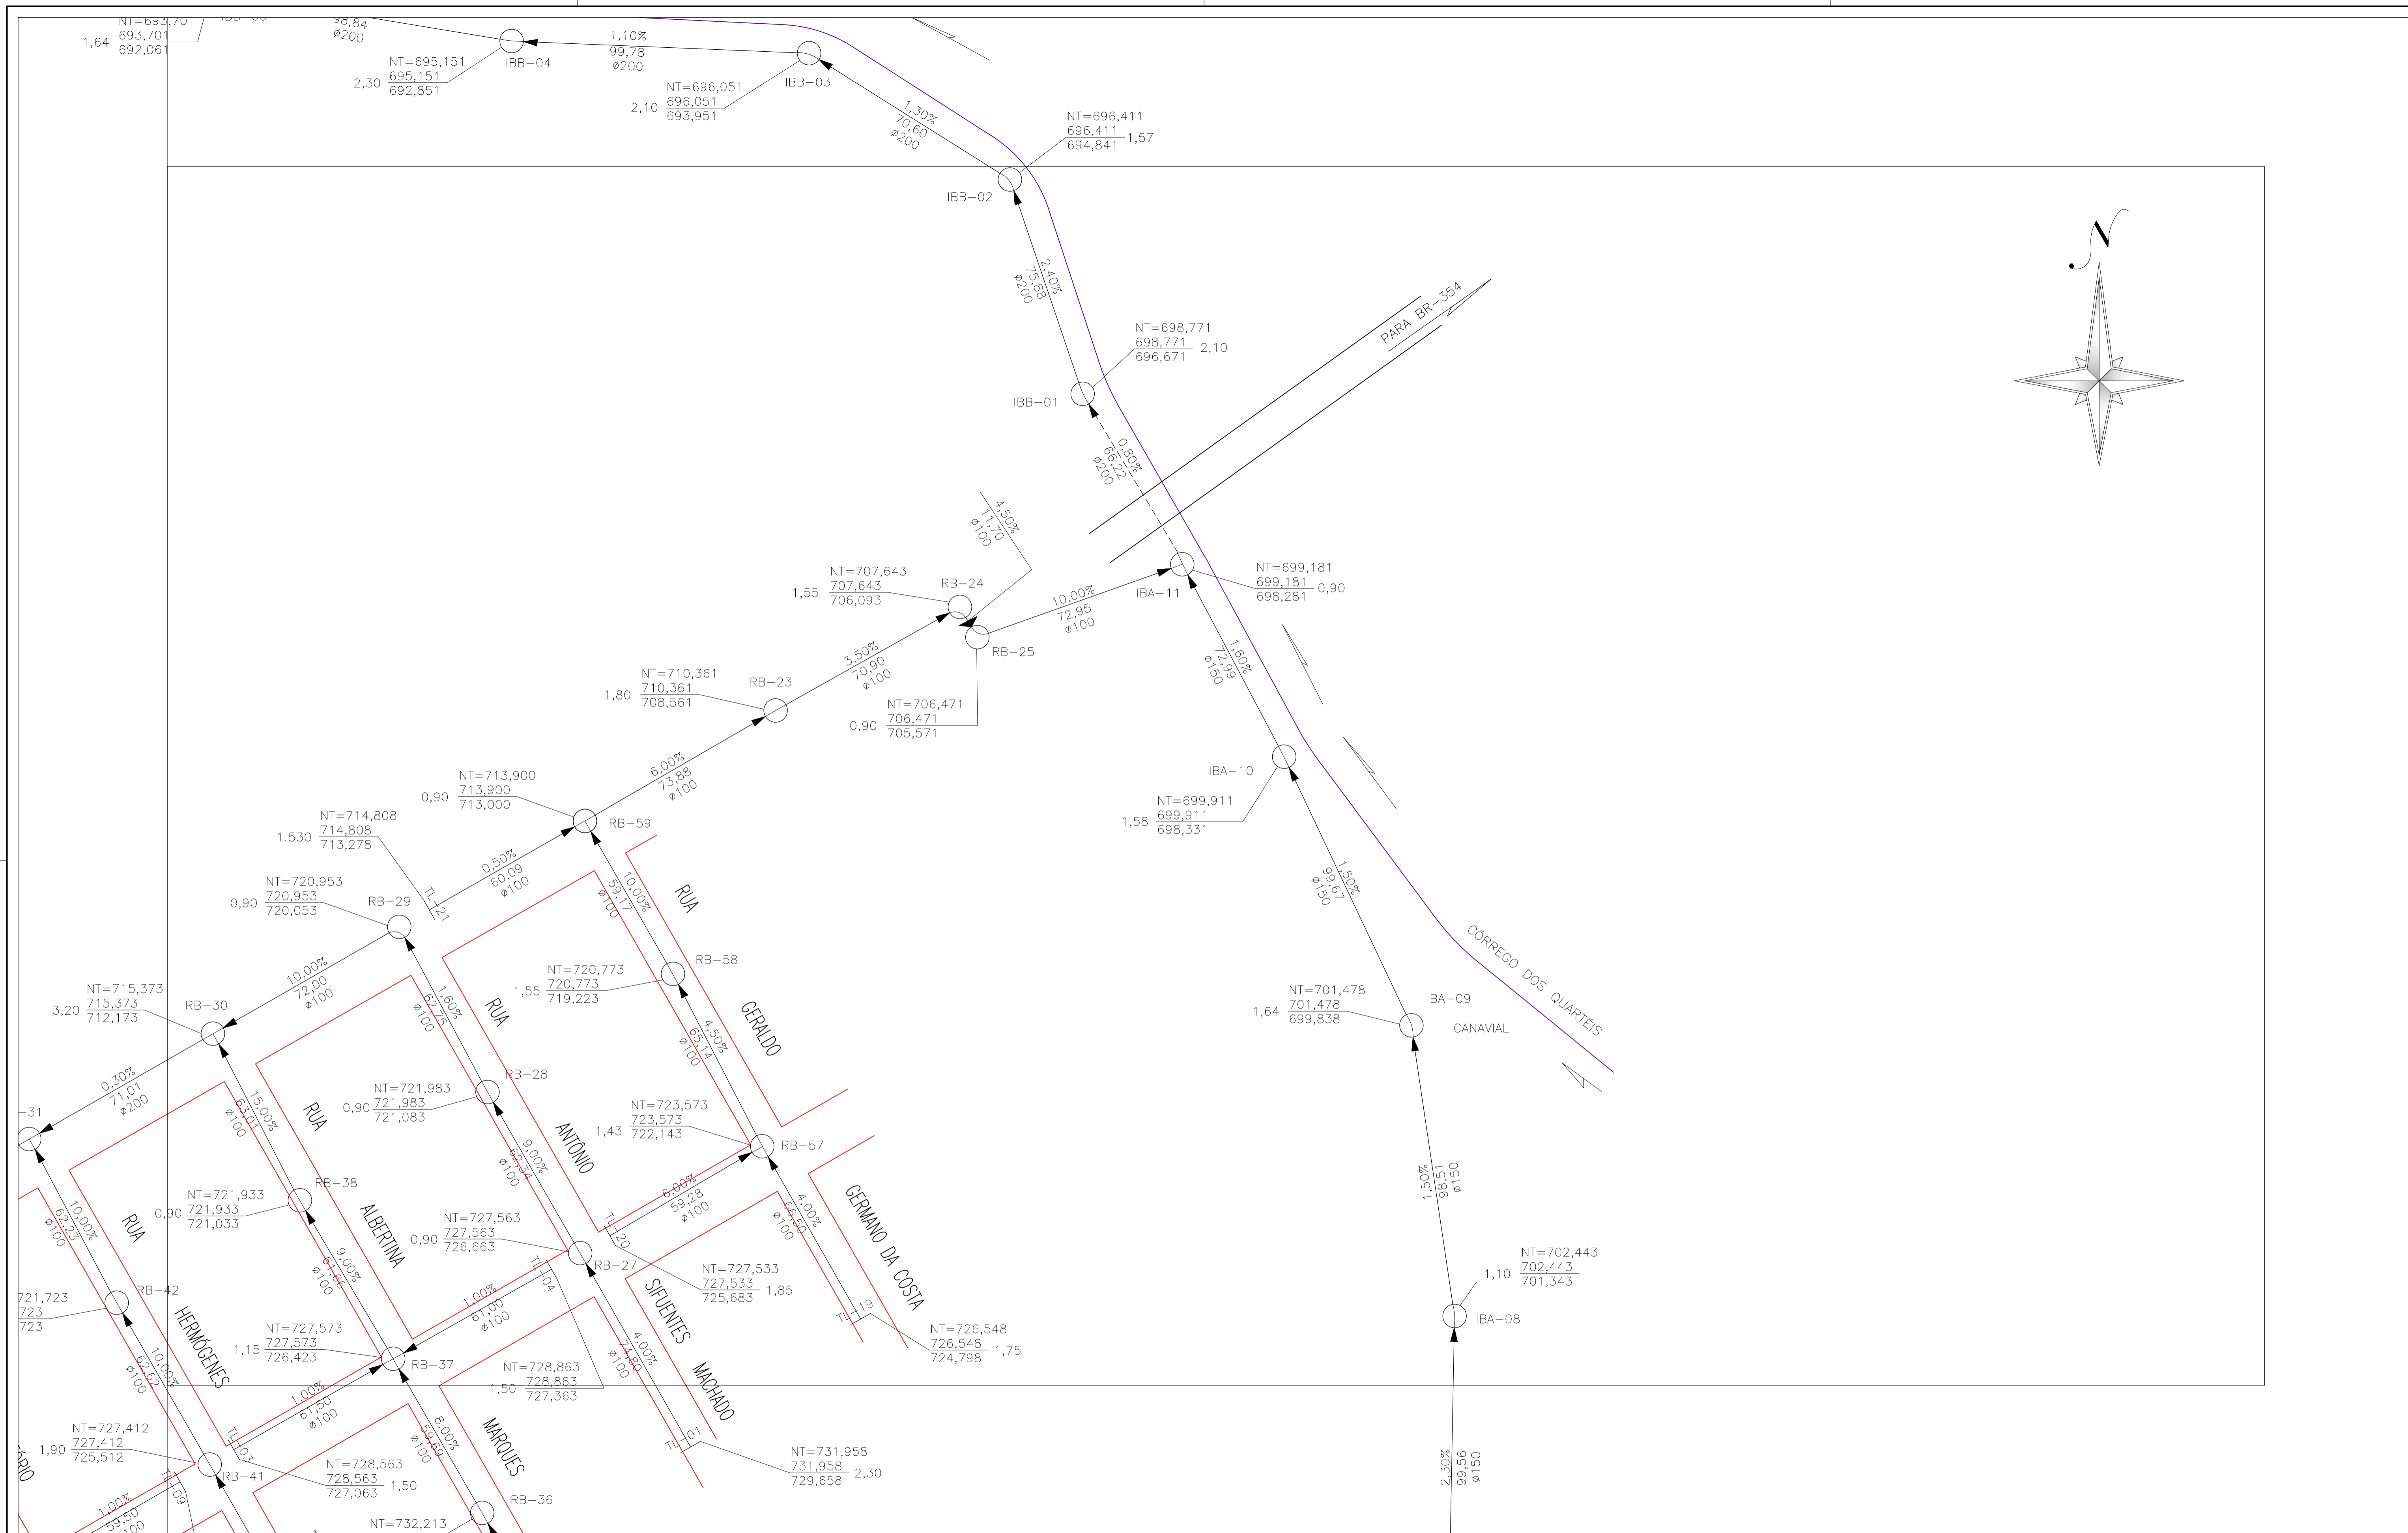 NT=693,701
693,701
1,64
692,061
98,84
ø200
IBB-04
NT=695,151
695,151
2,30
692,851
1,10%
99,78
ø200
IBB-03
NT=696,051
696,051
2,10
693,951
1,30%
70,60
ø200
NT=696,411
696,411
1,57
694,841
IBB-02
2,40%
75,88
ø200
N
PARA BR-354
NT=698,771
698,771
2,10
696,671
IBB-01
0,80%
66,22
ø200
4,50%
11,70
ø100
NT=707,643
707,643
1,55
706,093
RB-24
10,00%
72,95
ø100
IBA-11
NT=699,181
699,181
0,90
698,281
RB-25
NT=706,471
706,471
0,90
705,571
3,50%
70,90
ø100
RB-23
NT=710,361
710,361
1,80
708,561
1,60%
72,99
ø150
IBA-10
NT=699,911
699,911
1,58
698,331
6,00%
73,88
ø100
NT=713,900
713,900
0,90
713,000
RB-59
NT=714,808
714,808
1.530
713,278
0,50%
60,09
ø100
TL-21
NT=720,953
720,953
0,90
720,053
RB-29
10,00%
59,17
ø100
RUA
1,50%
99,67
ø150
CÓRREGO DOS QUARTÉIS
NT=715,373
715,373
3,20
712,173
RB-30
10,00%
72,00
ø100
1,60%
62,75
ø100
RUA
NT=720,773
720,773
1,55
719,223
RB-58
4,50%
65,14
ø100
GERALDO
NT=701,478
701,478
1,64
699,838
IBA-09
CANAVIAL
0,30%
71,01
ø200
-31
15,00%
63,01
ø100
RUA
NT=721,983
721,983
0,90
721,083
RB-28
9,00%
62,34
ø100
ANTÔNIO
NT=723,573
723,573
1,43
722,143
RB-57
6,00%
59,28
ø100
4,00%
66,50
ø100
GERMANO DA COSTA
1,50%
98,51
ø150
10,00%
62,23
ø100
RUA
NT=721,933
721,933
0,90
721,033
RB-38
9,00%
61,66
ø100
ALBERTINA
NT=727,563
727,563
0,90
726,663
RB-27
TL-20
TL-04
NT=727,533
727,533
1,85
725,683
SIFUENTES
TL-19
NT=726,548
726,548
1,75
724,798
NT=702,443
702,443
1,10
701,343
IBA-08
721,723
723
723
RB-42
10,00%
62,62
ø100
HERMÓGENES
NT=727,573
727,573
1,15
726,423
RB-37
1,00%
61,00
ø100
4,00%
74,80
ø100
MACHADO
NT=728,863
728,863
1,50
727,363
1,00%
61,50
ø100
TL-03
8,00%
59,69
ø100
MARQUES
TL-01
NT=731,958
731,958
2,30
729,658
NT=727,412
727,412
1,90
725,512
RB-41
TL-09
NT=728,563
728,563
1,50
727,063
RB-36
NT=732,213
1,00%
59,50
2,30%
99,56
ø150